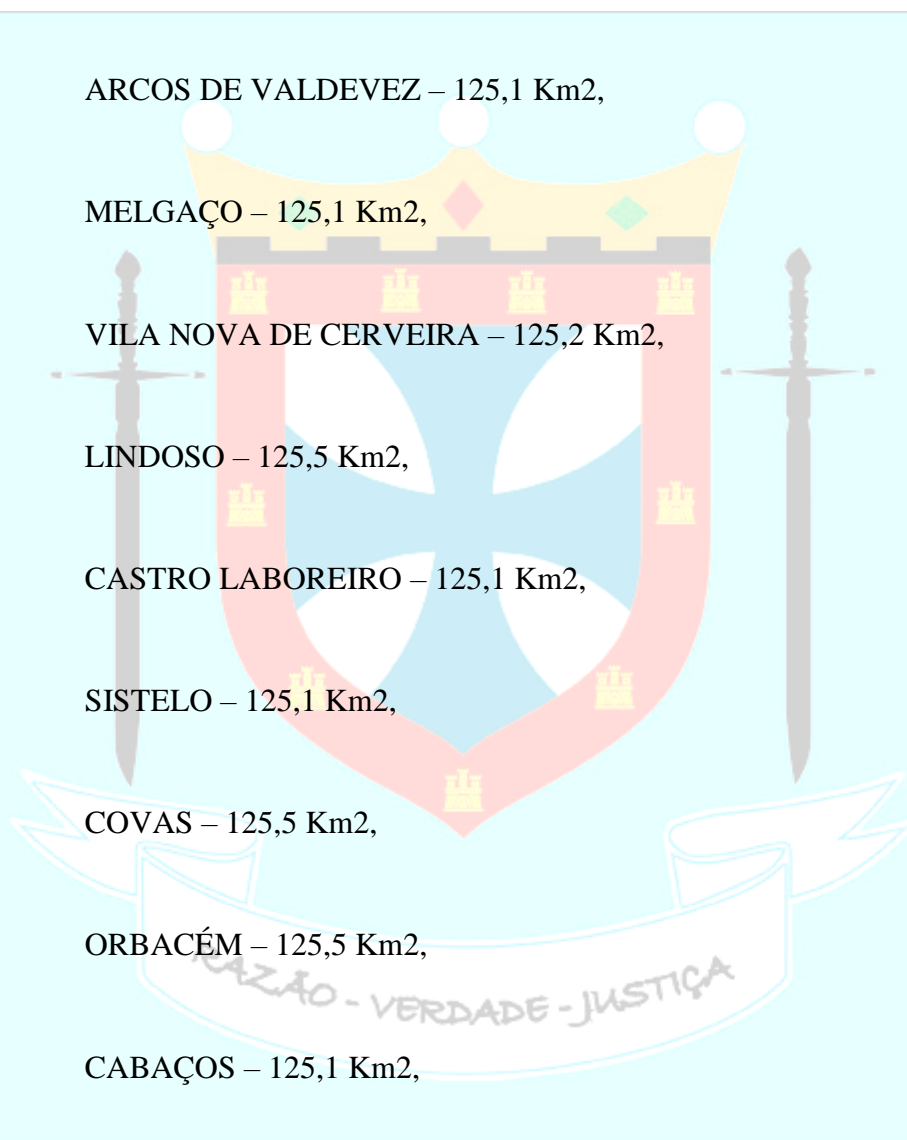 ARCOS DE VALDEVEZ – 125,1 Km2,
MELGAÇO – 125,1 Km2,
VILA NOVA DE CERVEIRA – 125,2 Km2,
LINDOSO – 125,5 Km2,
CASTRO LABOREIRO – 125,1 Km2,
SISTELO – 125,1 Km2,
COVAS – 125,5 Km2,
ORBACÉM – 125,5 Km2,
RAZÃO - VERDADE - JUSTIÇA
CABAÇOS – 125,1 Km2,